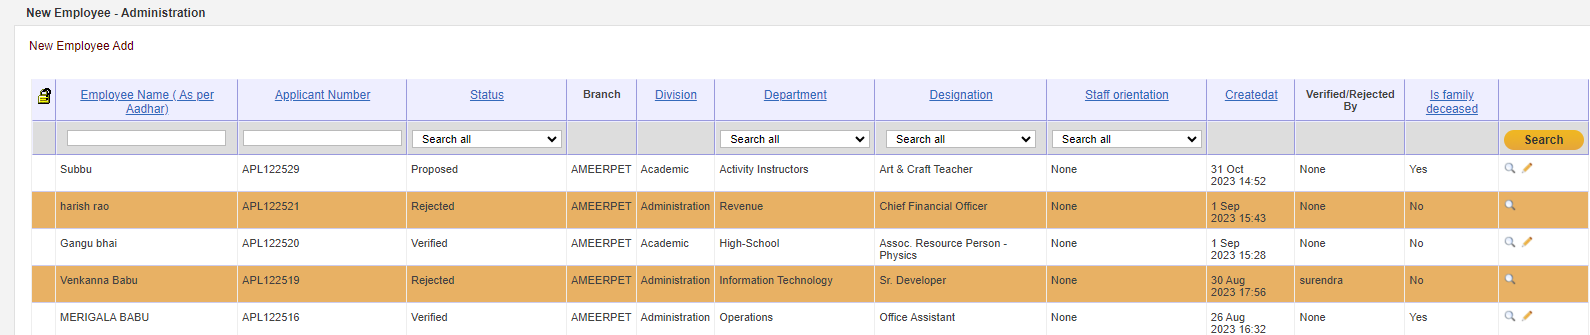 New Employee - Administration
New Employee Add
Employee Name ( As per Aadhar) Applicant Number Status Branch Division Department Designation Staff orientation Createdat Verified/Rejected By Is family deceased
Search all Search all Search all Search all Search
Subbu APL122529 Proposed AMEERPET Academic Activity Instructors Art & Craft Teacher None 31 Oct 2023 14:52 None Yes
harish rao APL122521 Rejected AMEERPET Administration Revenue Chief Financial Officer None 1 Sep 2023 15:43 None No
Gangu bhai APL122520 Verified AMEERPET Academic High-School Assoc. Resource Person - Physics None 1 Sep 2023 15:28 None No
Venkanna Babu APL122519 Rejected AMEERPET Administration Information Technology Sr. Developer None 30 Aug 2023 17:56 surendra No
MERIGALA BABU APL122516 Verified AMEERPET Administration Operations Office Assistant None 26 Aug 2023 16:32 None Yes